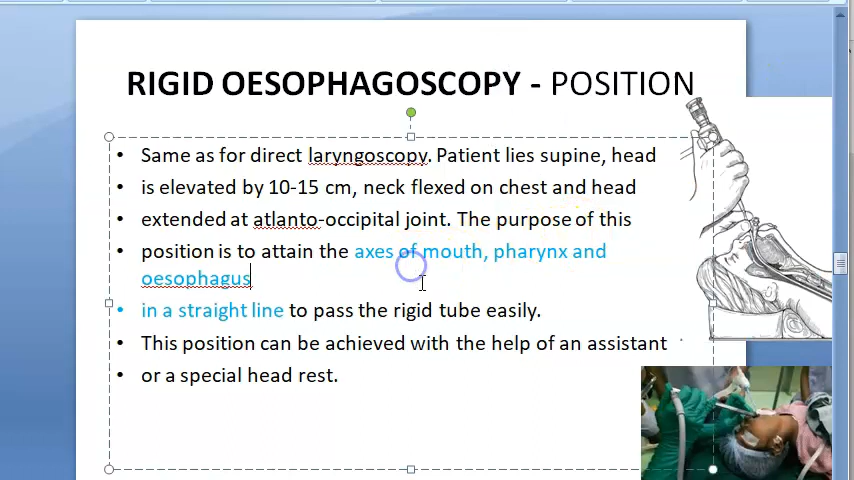 RIGID OESOPHAGOSCOPY - POSITION
• Same as for direct laryngoscopy. Patient lies supine, head
• is elevated by 10-15 cm, neck flexed on chest and head
• extended at atlanto-occipital joint. The purpose of this
• position is to attain the axes of mouth, pharynx and
oesophagus
• in a straight line to pass the rigid tube easily.
• This position can be achieved with the help of an assistant
• or a special head rest.